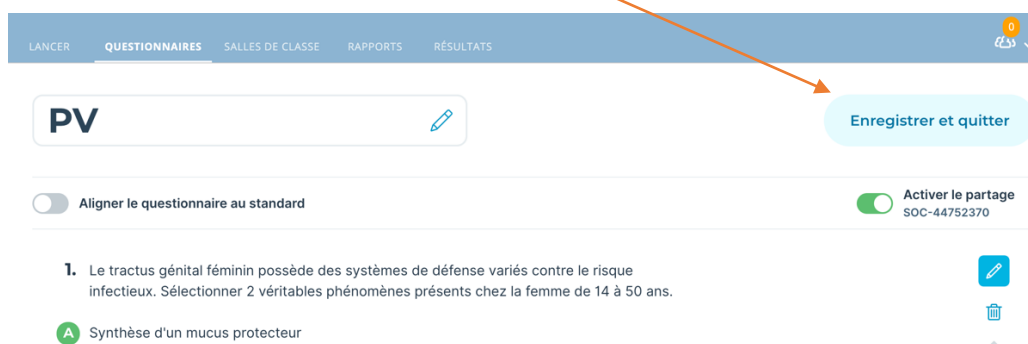 0
LANCER QUESTIONNAIRES SALLES DE CLASSE RAPPORTS RÉSULTATS
PV
Enregistrer et quitter
Aligner le questionnaire au standard
Activer le partage
SOC-44752370
1. Le tractus génital féminin possède des systèmes de défense variés contre le risque
infectieux. Sélectionner 2 véritables phénomènes présents chez la femme de 14 à 50 ans.
A Synthèse d'un mucus protecteur